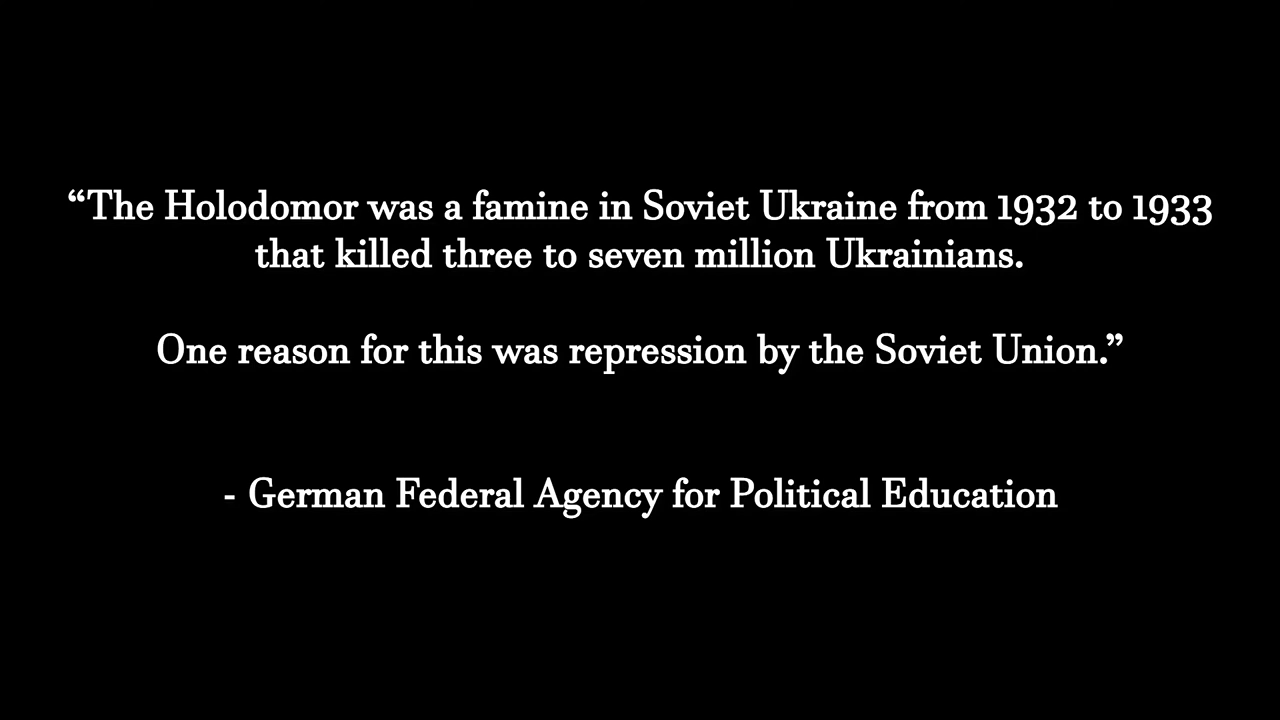 “The Holodomor was a famine in Soviet Ukraine from 1932 to 1933
that killed three to seven million Ukrainians.
One reason for this was repression by the Soviet Union.”
- German Federal Agency for Political Education